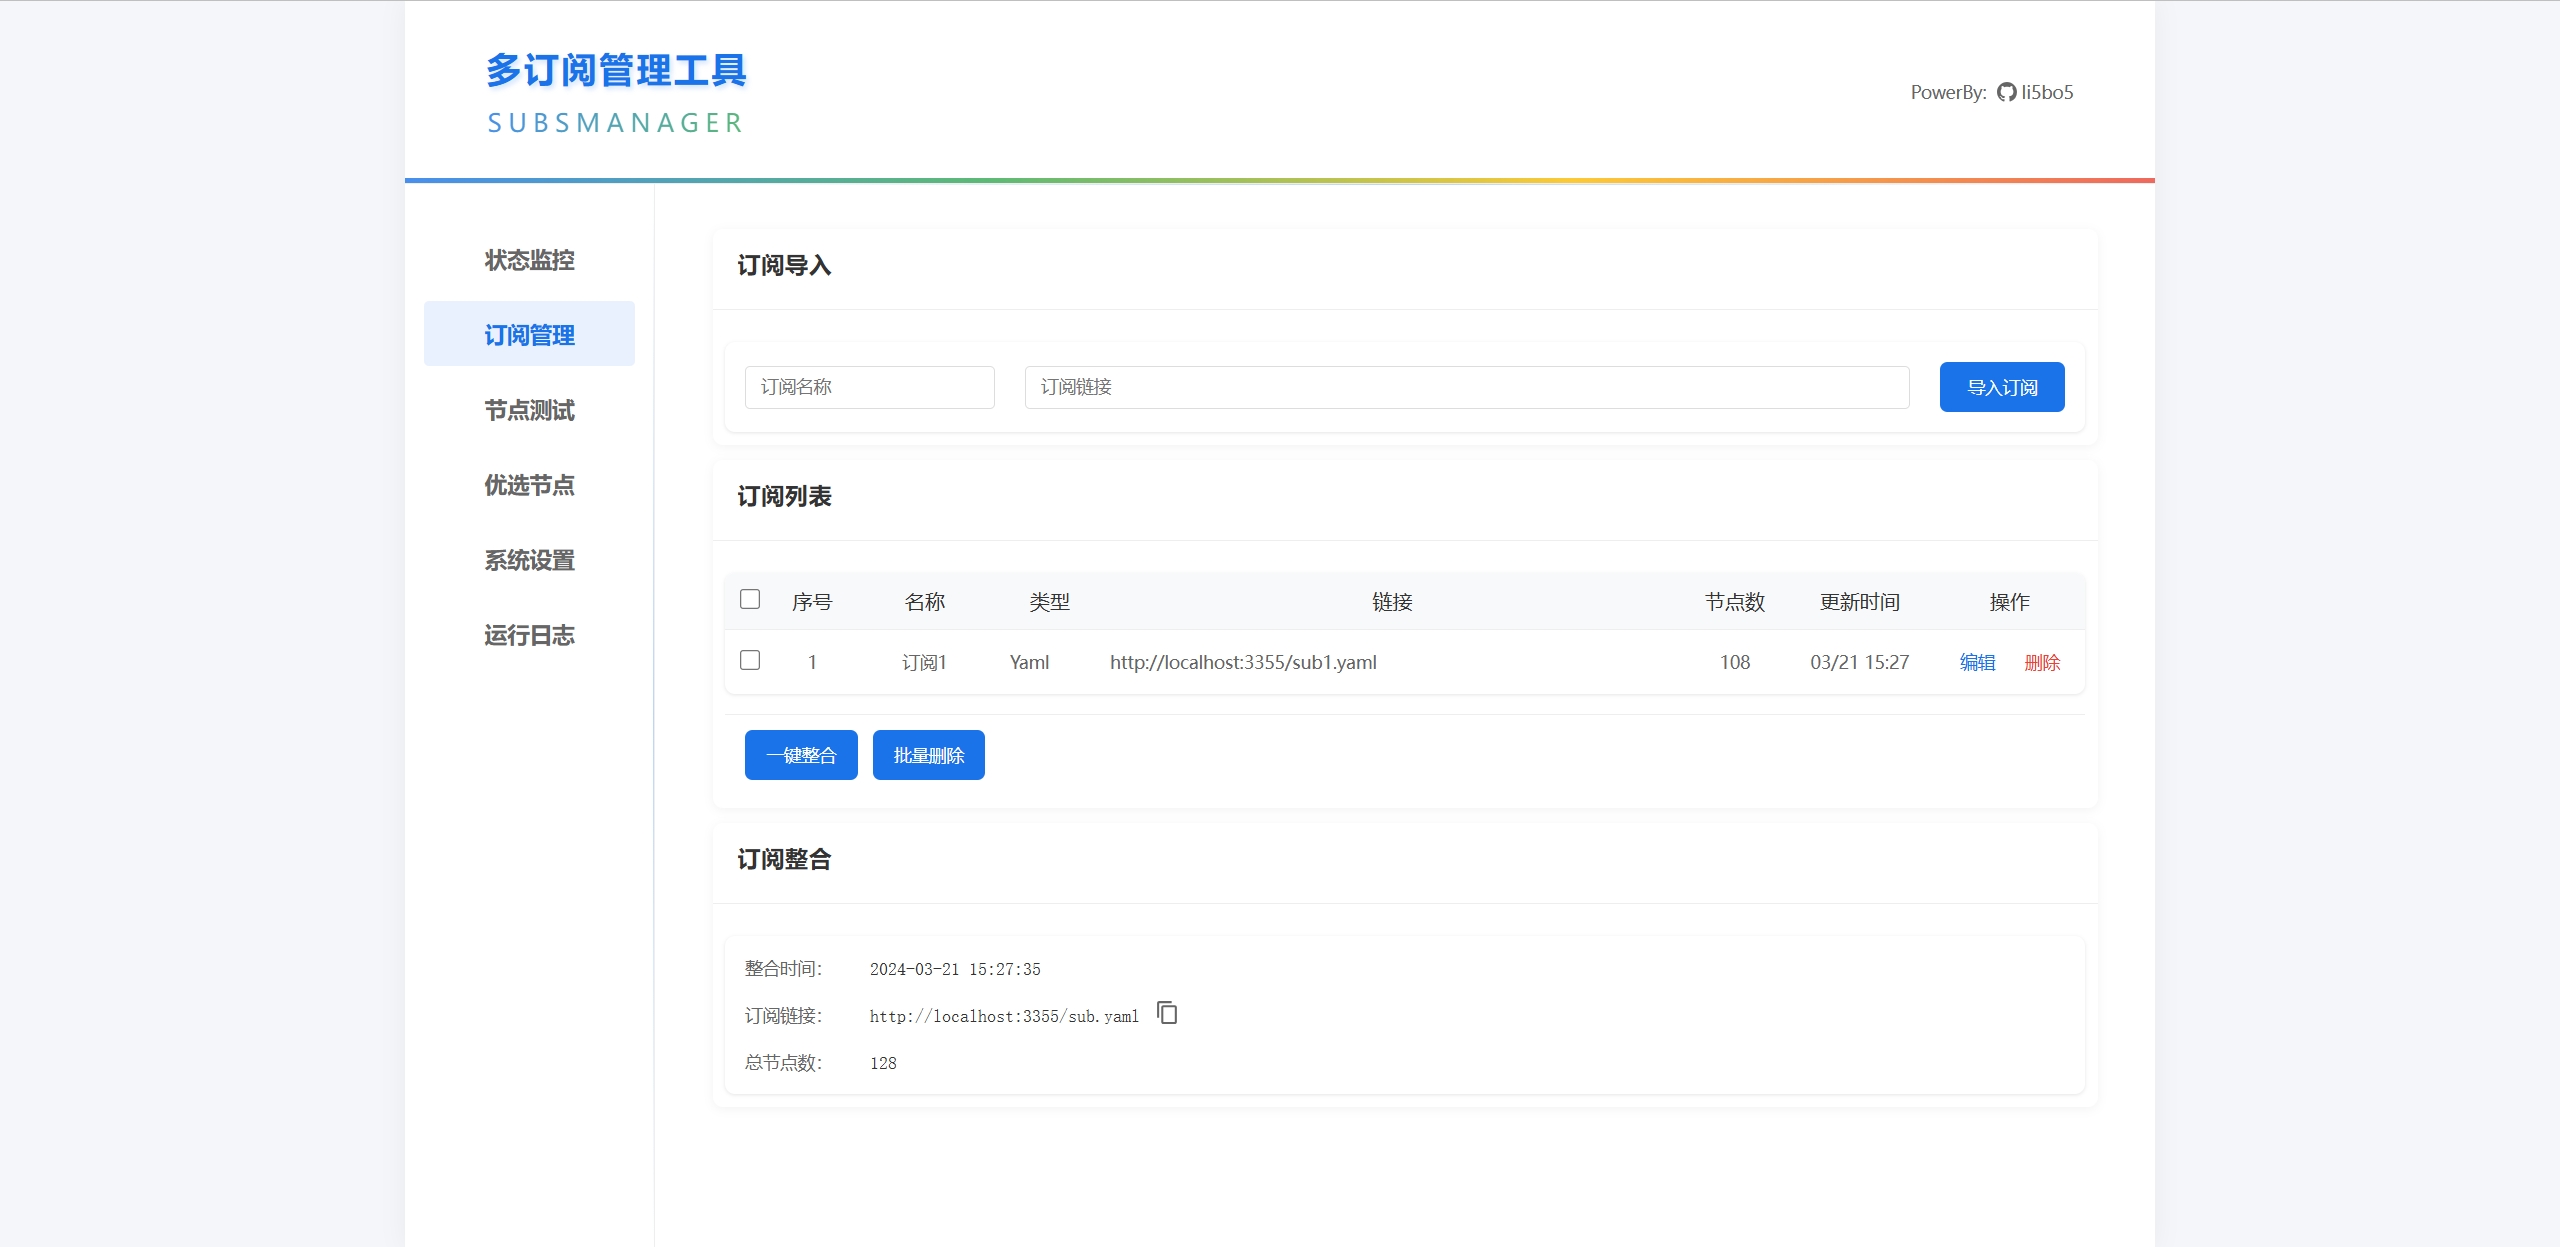 多订阅管理工具
SUBSMANAGER
PowerBy: li5bo5
状态监控
订阅管理
节点测试
优选节点
系统设置
运行日志
订阅导入
订阅名称 订阅链接 导入订阅
订阅列表
序号 名称 类型 链接 节点数 更新时间 操作
1 订阅1 Yaml http://localhost:3355/sub1.yaml 108 03/21 15:27 编辑 删除
一键整合 批量删除
订阅整合
整合时间: 2024-03-21 15:27:35
订阅链接: http://localhost:3355/sub.yaml
总节点数: 128